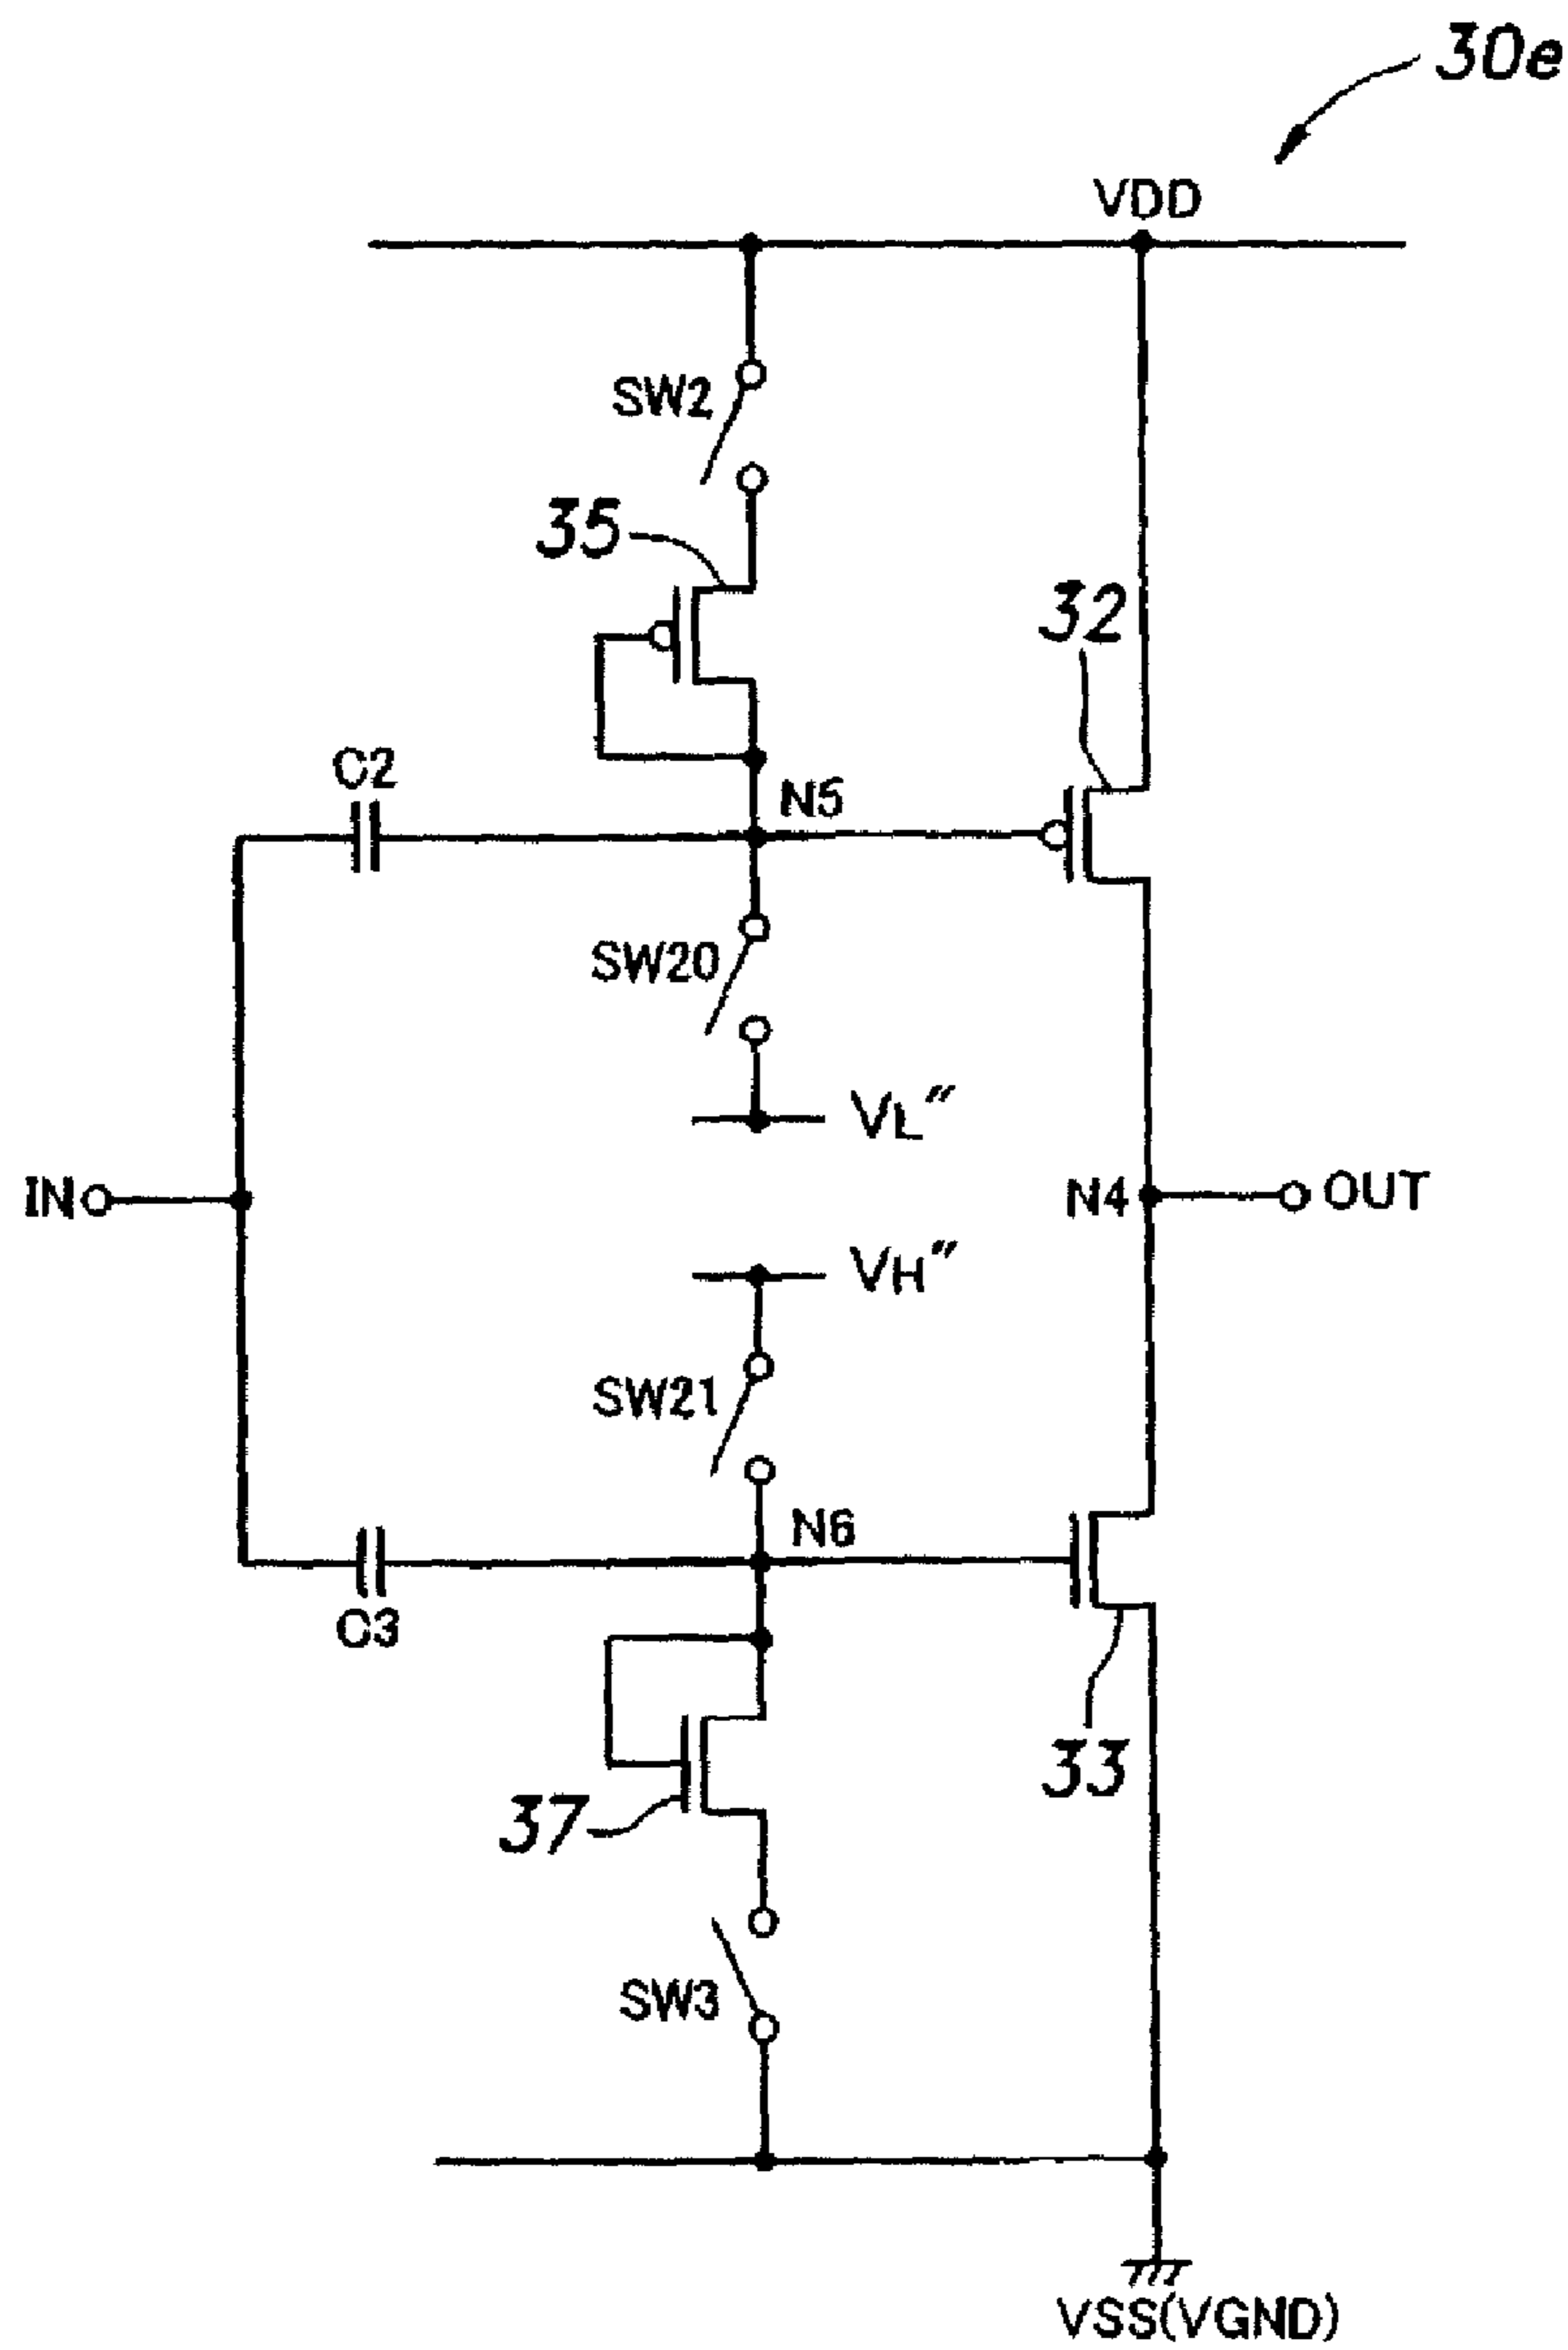 30e
VDD
SW2
35
32
C2
N5
SW20
VL"
IN
N4
OUT
VH"
SW21
N6
C3
33
37
SW3
VSS(VGND)